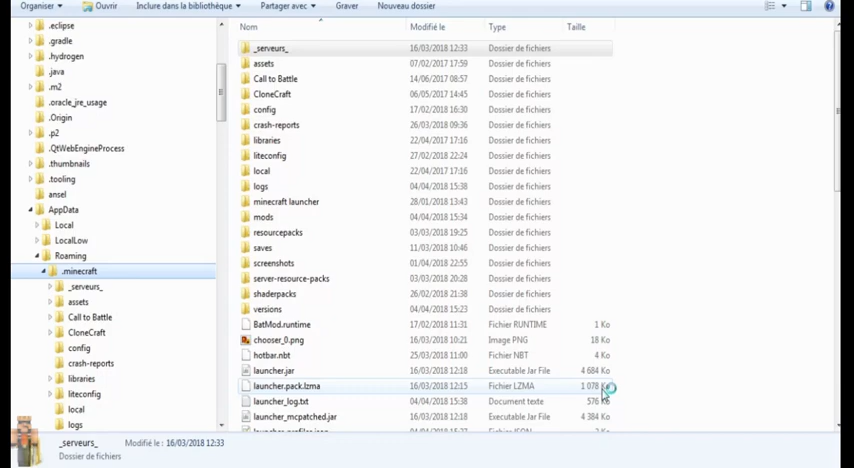 Organiser Ouvrir Inclure dans la bibliothèque Partager avec Graver Nouveau dossier
.eclipse
.gradle
.hydrogen
.java
.m2
.oracle_jre_usage
.Origin
.p2
.QtWebEngineProcess
.thumbnails
.tooling
ansel
AppData
Local
LocalLow
Roaming
.minecraft
_serveurs_
assets
Call to Battle
CloneCraft
config
crash-reports
libraries
liteconfig
local
logs
Nom Modifié le Type Taille
_serveurs_ 16/03/2018 12:33 Dossier de fichiers
assets 07/02/2017 17:59 Dossier de fichiers
Call to Battle 14/06/2017 08:57 Dossier de fichiers
CloneCraft 06/05/2017 14:45 Dossier de fichiers
config 17/02/2018 16:30 Dossier de fichiers
crash-reports 26/03/2018 09:36 Dossier de fichiers
libraries 22/04/2017 17:16 Dossier de fichiers
liteconfig 27/02/2018 22:24 Dossier de fichiers
local 22/04/2017 17:16 Dossier de fichiers
logs 04/04/2018 15:38 Dossier de fichiers
minecraft launcher 28/01/2018 13:43 Dossier de fichiers
mods 04/04/2018 15:34 Dossier de fichiers
resourcepacks 03/04/2018 19:25 Dossier de fichiers
saves 11/03/2018 10:46 Dossier de fichiers
screenshots 01/04/2018 22:55 Dossier de fichiers
server-resource-packs 03/03/2018 20:28 Dossier de fichiers
shaderpacks 26/02/2018 21:38 Dossier de fichiers
versions 04/04/2018 15:23 Dossier de fichiers
BatMod.runtime 17/02/2018 11:31 Fichier RUNTIME 1 Ko
chooser_0.png 16/03/2018 10:21 Image PNG 18 Ko
hotbar.nbt 25/03/2018 11:00 Fichier NBT 4 Ko
launcher.jar 16/03/2018 12:18 Executable Jar File 4 684 Ko
launcher.pack.lzma 16/03/2018 12:15 Fichier LZMA 1 078 Ko
launcher_log.txt 04/04/2018 15:38 Document texte 576 Ko
launcher_mcpatched.jar 16/03/2018 12:18 Executable Jar File 4 384 Ko
_serveurs_ Modifié le : 16/03/2018 12:33
Dossier de fichiers